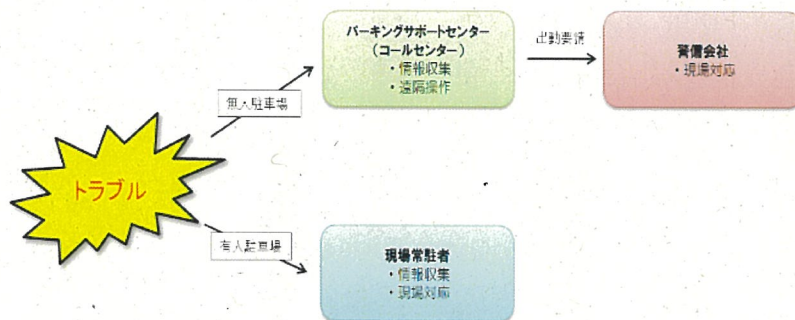 パーキングサポートセンター
（コールセンター）
・情報収集
・遠隔操作
出動要請
警備会社
・現場対応
無人駐車場
トラブル
有人駐車場
現場常駐者
・情報収集
・現場対応